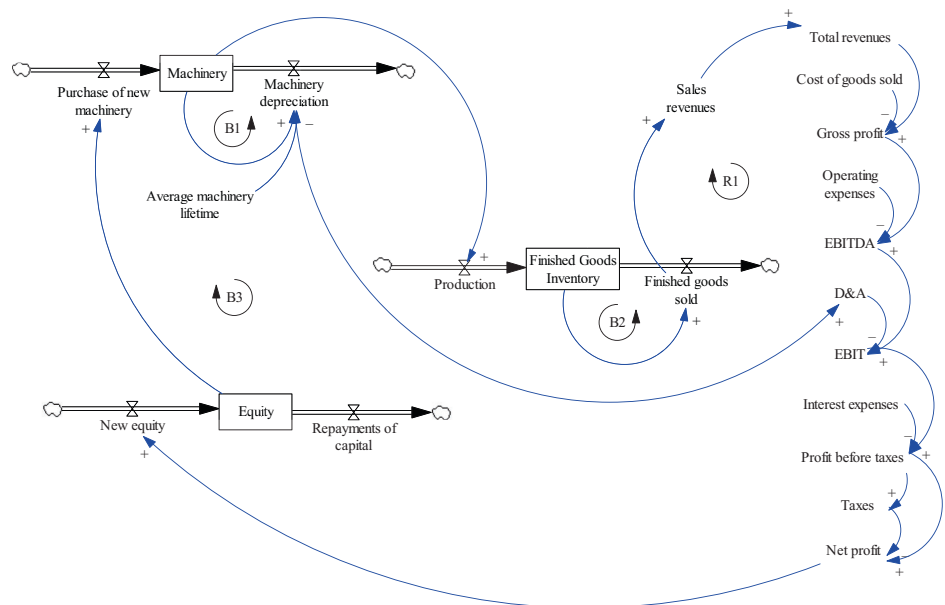 Machinery
Purchase of new
machinery
+
Machinery
depreciation
+
−
B1
Average machinery
lifetime
B3
Equity
New equity
+
Repayments of
capital
Production
+
Finished Goods
Inventory
B2
Finished goods
sold
+
Sales
revenues
+
R1
+
Total revenues
Cost of goods sold
−
Gross profit
+
Operating
expenses
−
EBITDA
+
D&A
+
−
EBIT
+
Interest expenses
−
Profit before taxes
+
+
Taxes
−
Net profit
+